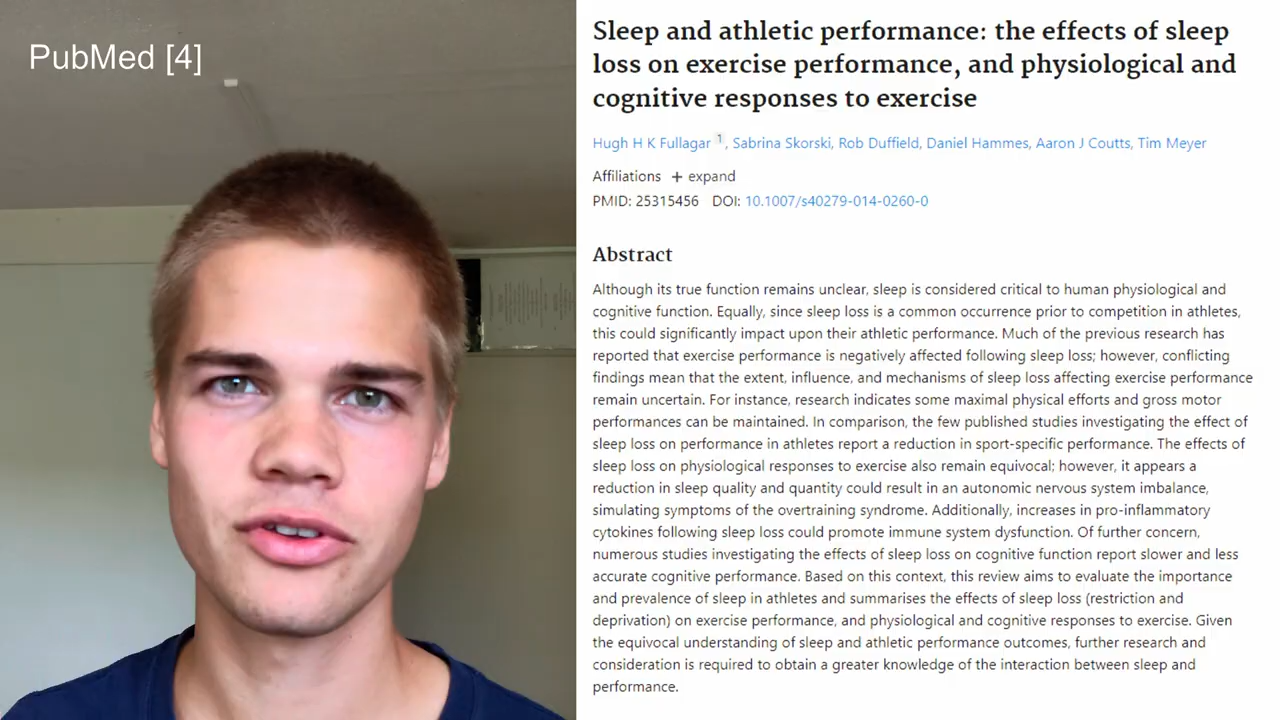 PubMed [4]
Sleep and athletic performance: the effects of sleep
loss on exercise performance, and physiological and
cognitive responses to exercise
Hugh H K Fullagar 1, Sabrina Skorski, Rob Duffield, Daniel Hammes, Aaron J Coutts, Tim Meyer
Affiliations + expand
PMID: 25315456 DOI: 10.1007/s40279-014-0260-0
Abstract
Although its true function remains unclear, sleep is considered critical to human physiological and
cognitive function. Equally, since sleep loss is a common occurrence prior to competition in athletes,
this could significantly impact upon their athletic performance. Much of the previous research has
reported that exercise performance is negatively affected following sleep loss; however, conflicting
findings mean that the extent, influence, and mechanisms of sleep loss affecting exercise performance
remain uncertain. For instance, research indicates some maximal physical efforts and gross motor
performances can be maintained. In comparison, the few published studies investigating the effect of
sleep loss on performance in athletes report a reduction in sport-specific performance. The effects of
sleep loss on physiological responses to exercise also remain equivocal; however, it appears a
reduction in sleep quality and quantity could result in an autonomic nervous system imbalance,
simulating symptoms of the overtraining syndrome. Additionally, increases in pro-inflammatory
cytokines following sleep loss could promote immune system dysfunction. Of further concern,
numerous studies investigating the effects of sleep loss on cognitive function report slower and less
accurate cognitive performance. Based on this context, this review aims to evaluate the importance
and prevalence of sleep in athletes and summarises the effects of sleep loss (restriction and
deprivation) on exercise performance, and physiological and cognitive responses to exercise. Given
the equivocal understanding of sleep and athletic performance outcomes, further research and
consideration is required to obtain a greater knowledge of the interaction between sleep and
performance.